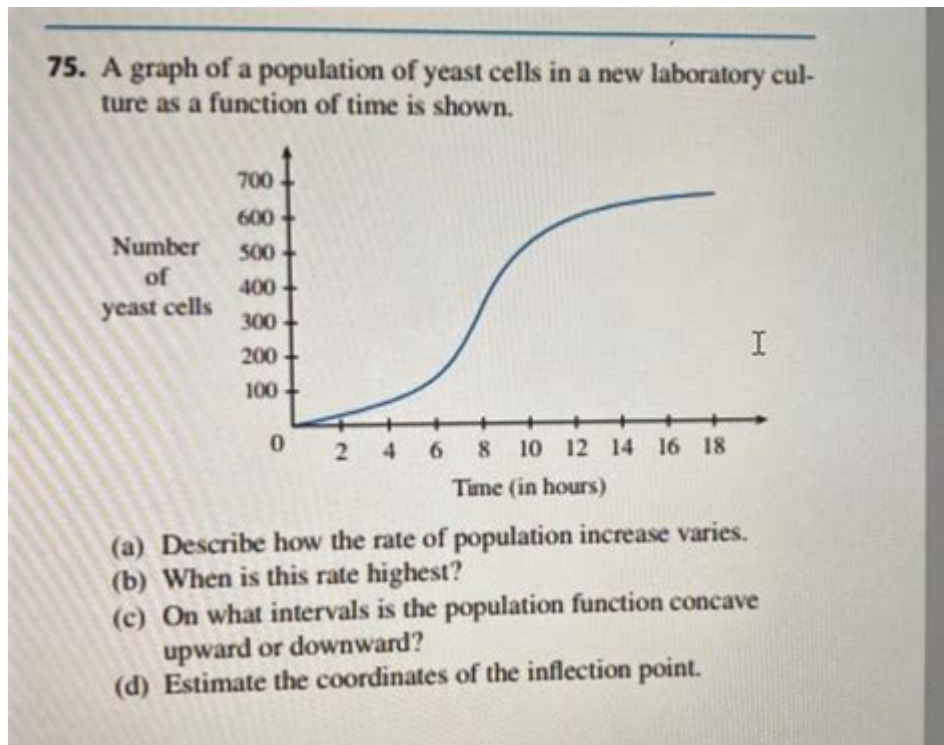 75. A graph of a population of yeast cells in a new laboratory cul-
ture as a function of time is shown.
700
600
Number 500
of
400
yeast cells
300
200
100
0 2 4 6 8 10 12 14 16 18
Time (in hours)
(a) Describe how the rate of population increase varies.
(b) When is this rate highest?
(c) On what intervals is the population function concave
upward or downward?
(d) Estimate the coordinates of the inflection point.